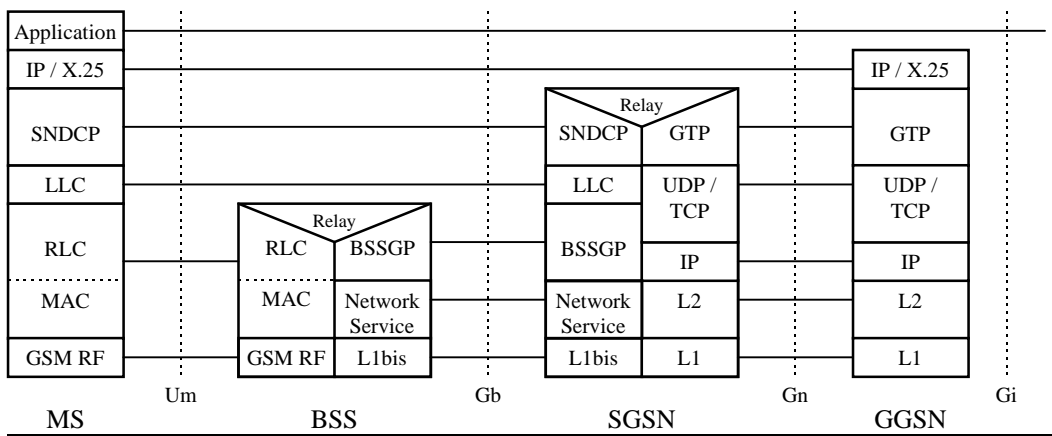 Application
IP / X.25
IP / X.25
Relay
SNDCP
SNDCP
GTP
GTP
LLC
LLC
UDP /
TCP
UDP /
TCP
Relay
RLC
RLC
BSSGP
BSSGP
IP
IP
MAC
MAC
Network
Service
Network
Service
L2
L2
GSM RF
GSM RF
L1bis
L1bis
L1
L1
Um
Gb
Gn
Gi
MS
BSS
SGSN
GGSN